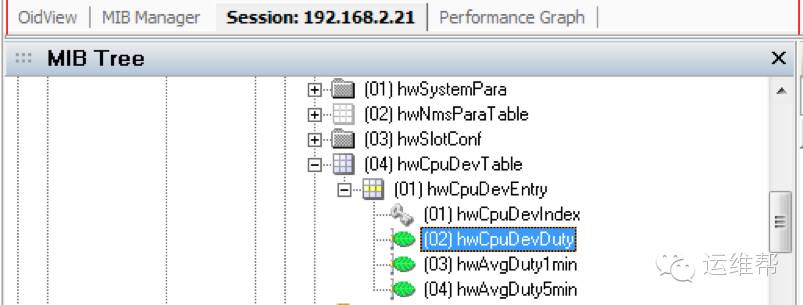 OidView MIB Manager Session: 192.168.2.21 Performance Graph
MIB Tree
(01) hwSystemPara
(02) hwNmsParaTable
(03) hwSlotConf
(04) hwCpuDevTable
(01) hwCpuDevEntry
(01) hwCpuDevIndex
(02) hwCpuDevDuty
(03) hwAvgDuty1min
(04) hwAvgDuty5min
运维帮